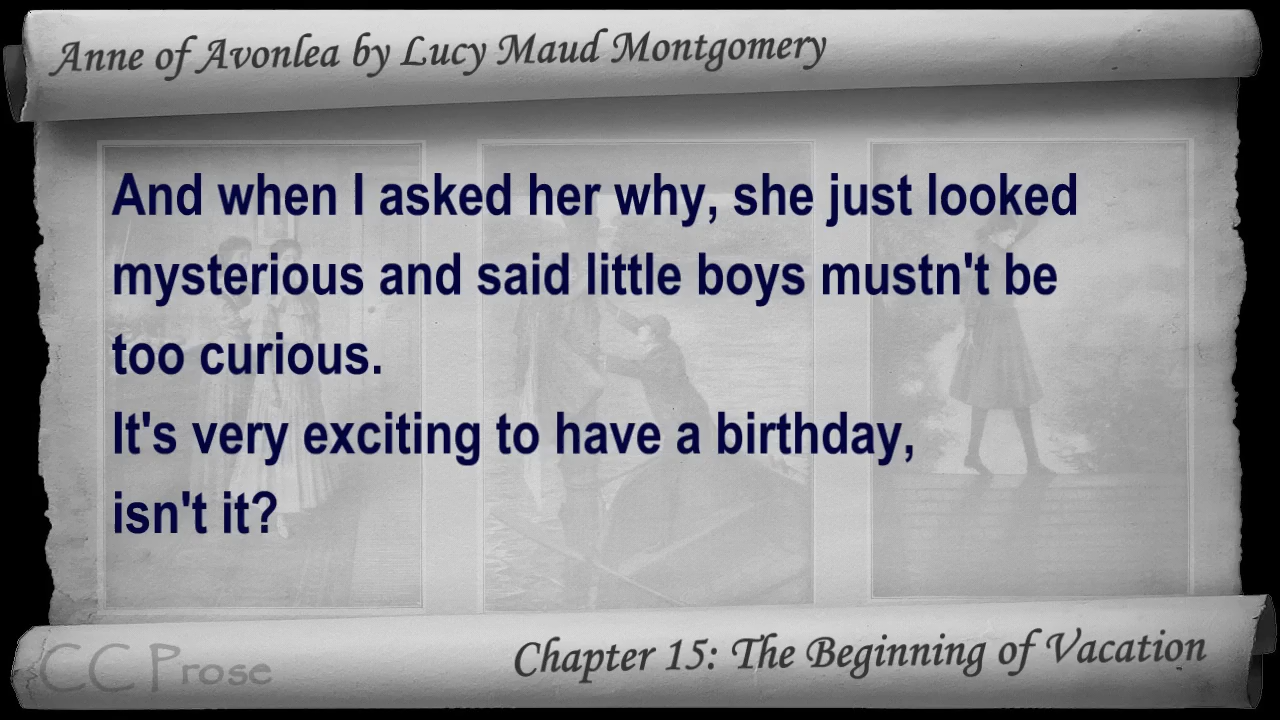 Anne of Avonlea by Lucy Maud Montgomery
And when I asked her why, she just looked
mysterious and said little boys mustn't be
too curious.
It's very exciting to have a birthday,
isn't it?
CC Prose
Chapter 15: The Beginning of Vacation